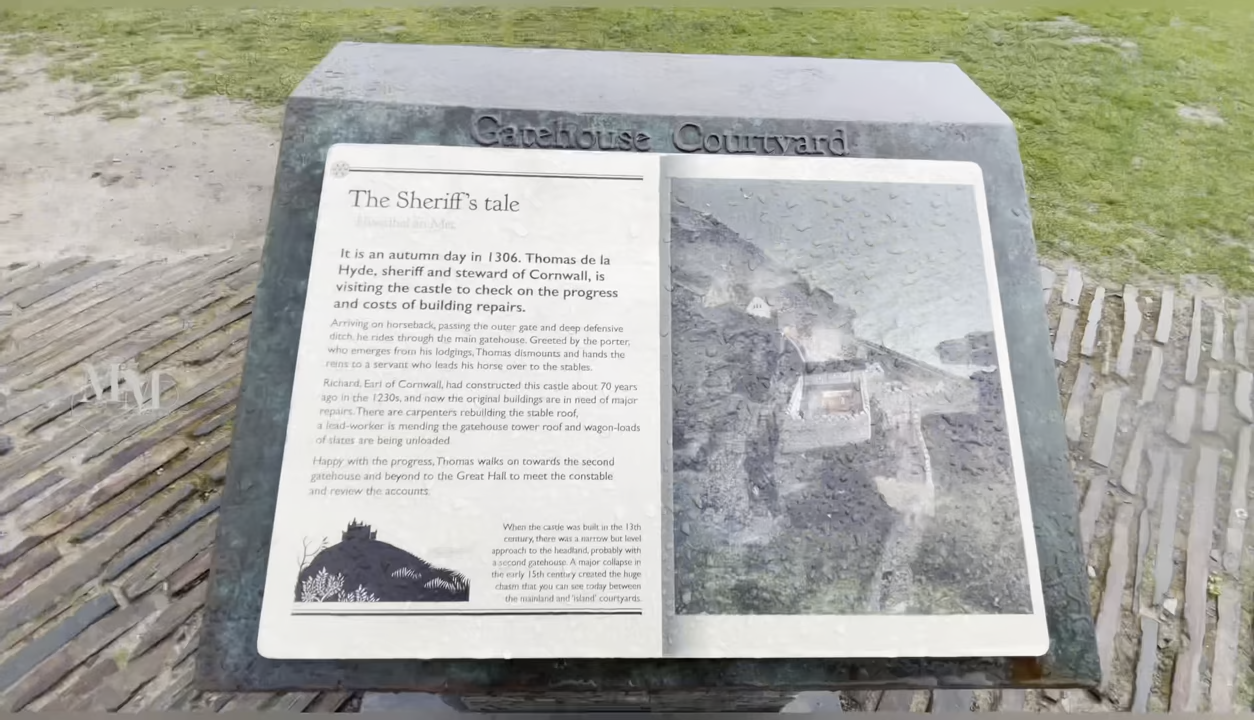 Gatehouse Courtyard
The Sheriff's tale
It is an autumn day in 1306. Thomas de la
Hyde, sheriff and steward of Cornwall, is
visiting the castle to check on the progress
and costs of building repairs.
Arriving on horseback, passing the outer gate and deep defensive
ditch, he rides through the main gatehouse. Greeted by the porter,
who emerges from his lodgings, Thomas dismounts and hands the
reins to a servant who leads his horse over to the stables.
Richard, Earl of Cornwall, had constructed this castle about 70 years
ago in the 1230s, and now the original buildings are in need of major
repairs. There are carpenters rebuilding the stable roof,
a lead-worker is mending the gatehouse tower roof and wagon-loads
of slates are being unloaded.
Happy with the progress, Thomas walks on towards the second
gatehouse and beyond to the Great Hall to meet the constable
and review the accounts.
When the castle was built in the 13th
century, there was a narrow but level
approach to the headland, probably with
a second gatehouse. A major collapse in
the early 15th century created the huge
chasm that you can see today between
the mainland and 'island' courtyards.